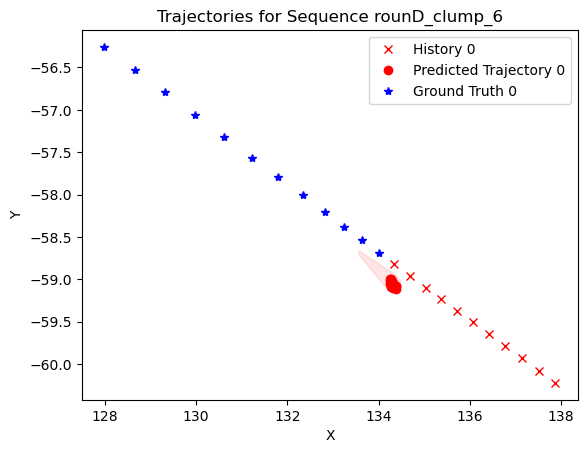 Trajectories for Sequence rounD_clump_6
History 0
Predicted Trajectory 0
Ground Truth 0
Y
−56.5
−57.0
−57.5
−58.0
−58.5
−59.0
−59.5
−60.0
128 130 132 134 136 138
X